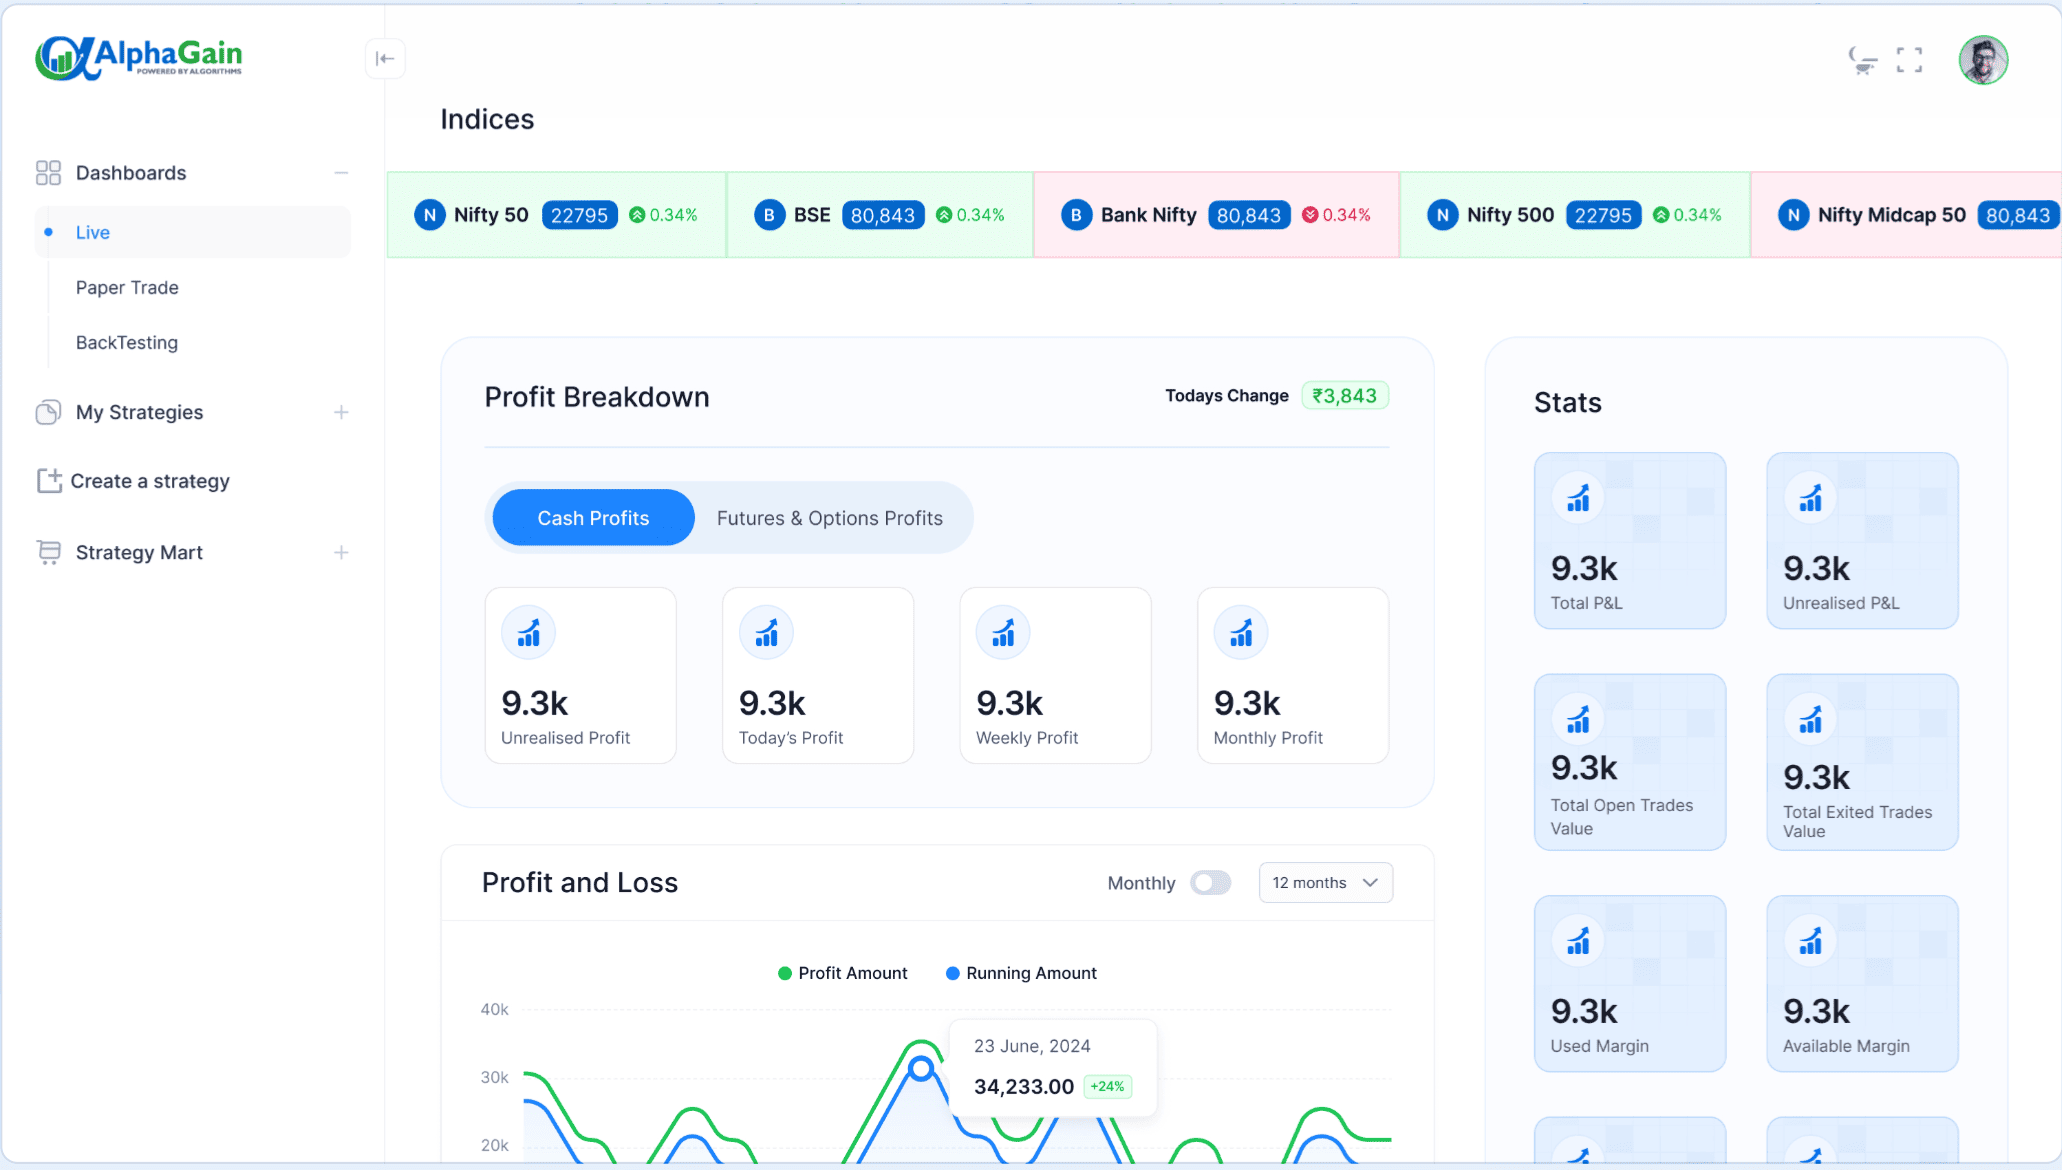 AlphaGain
POWERED BY ALGORITHMS
Dashboards
Live
Paper Trade
BackTesting
My Strategies
Create a strategy
Strategy Mart
Indices
N Nifty 50 22795 0.34%
B BSE 80,843 0.34%
B Bank Nifty 80,843 0.34%
N Nifty 500 22795 0.34%
N Nifty Midcap 50 80,843
Profit Breakdown
Todays Change ₹3,843
Cash Profits
Futures & Options Profits
9.3k
Unrealised Profit
9.3k
Today’s Profit
9.3k
Weekly Profit
9.3k
Monthly Profit
Profit and Loss
Monthly
12 months
Profit Amount
Running Amount
40k
30k
20k
23 June, 2024
34,233.00 +24%
Stats
9.3k
Total P&L
9.3k
Unrealised P&L
9.3k
Total Open Trades
Value
9.3k
Total Exited Trades
Value
9.3k
Used Margin
9.3k
Available Margin